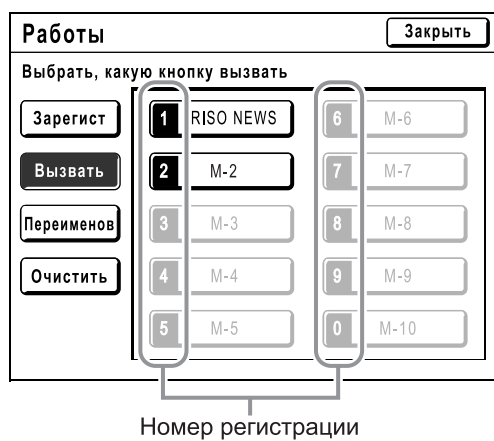 Работы Закрыть
Выбрать, какую кнопку вызвать
Зарегист 1 RISO NEWS 6 M-6
Вызвать 2 M-2 7 M-7
Переименов 3 M-3 8 M-8
Очистить 4 M-4 9 M-9
5 M-5 0 M-10
Номер регистрации